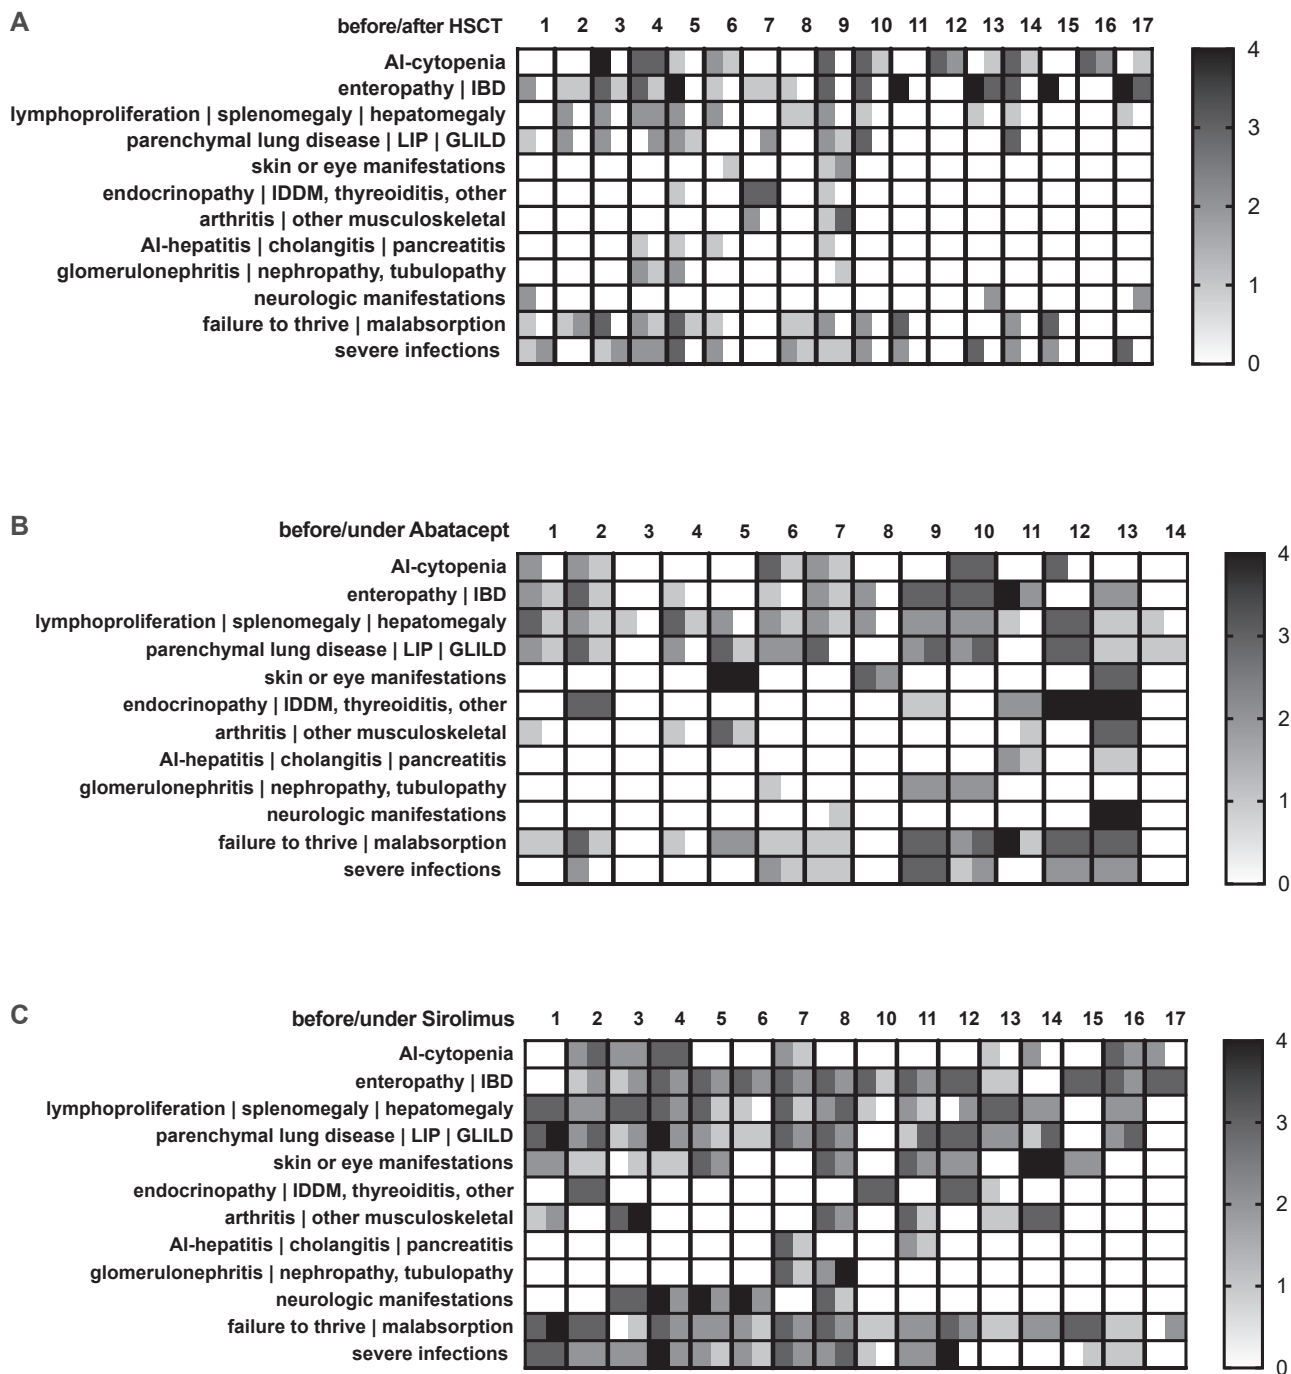 A
before/after HSCT 1 2 3 4 5 6 7 8 9 10 11 12 13 14 15 16 17
AI-cytopenia
enteropathy | IBD
lymphoproliferation | splenomegaly | hepatomegaly
parenchymal lung disease | LIP | GLILD
skin or eye manifestations
endocrinopathy | IDDM, thyreoiditis, other
arthritis | other musculoskeletal
AI-hepatitis | cholangitis | pancreatitis
glomerulonephritis | nephropathy, tubulopathy
neurologic manifestations
failure to thrive | malabsorption
severe infections
4
3
2
1
0
B
before/under Abatacept 1 2 3 4 5 6 7 8 9 10 11 12 13 14
AI-cytopenia
enteropathy | IBD
lymphoproliferation | splenomegaly | hepatomegaly
parenchymal lung disease | LIP | GLILD
skin or eye manifestations
endocrinopathy | IDDM, thyreoiditis, other
arthritis | other musculoskeletal
AI-hepatitis | cholangitis | pancreatitis
glomerulonephritis | nephropathy, tubulopathy
neurologic manifestations
failure to thrive | malabsorption
severe infections
4
3
2
1
0
C
before/under Sirolimus 1 2 3 4 5 6 7 8 10 11 12 13 14 15 16 17
AI-cytopenia
enteropathy | IBD
lymphoproliferation | splenomegaly | hepatomegaly
parenchymal lung disease | LIP | GLILD
skin or eye manifestations
endocrinopathy | IDDM, thyreoiditis, other
arthritis | other musculoskeletal
AI-hepatitis | cholangitis | pancreatitis
glomerulonephritis | nephropathy, tubulopathy
neurologic manifestations
failure to thrive | malabsorption
severe infections
4
3
2
1
0